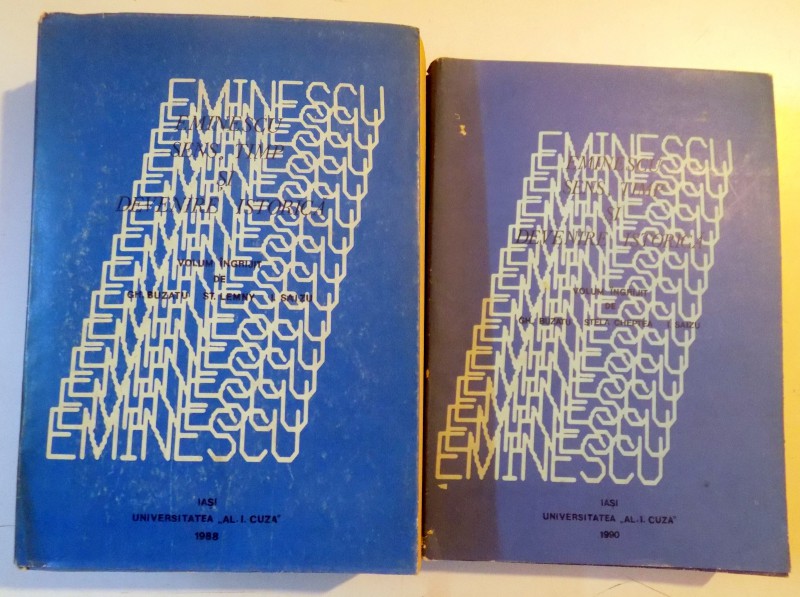 EMINESCU
EMINESCU
SENS, TIMP
ȘI
DEVENIRE ISTORICĂ
VOLUM ÎNGRIJIT
DE
GH. BUZATU ST. LEMNY I. SAIZU
EMINESCU
IAȘI
UNIVERSITATEA „AL. I. CUZA"
1988
EMINESCU
EMINESCU
SENS, TIMP
ȘI
DEVENIRE ISTORICĂ
VOLUM ÎNGRIJIT
DE
GH. BUZATU STELA CHEPTEA I. SAIZU
EMINESCU
IAȘI
UNIVERSITATEA „AL. I. CUZA"
1990